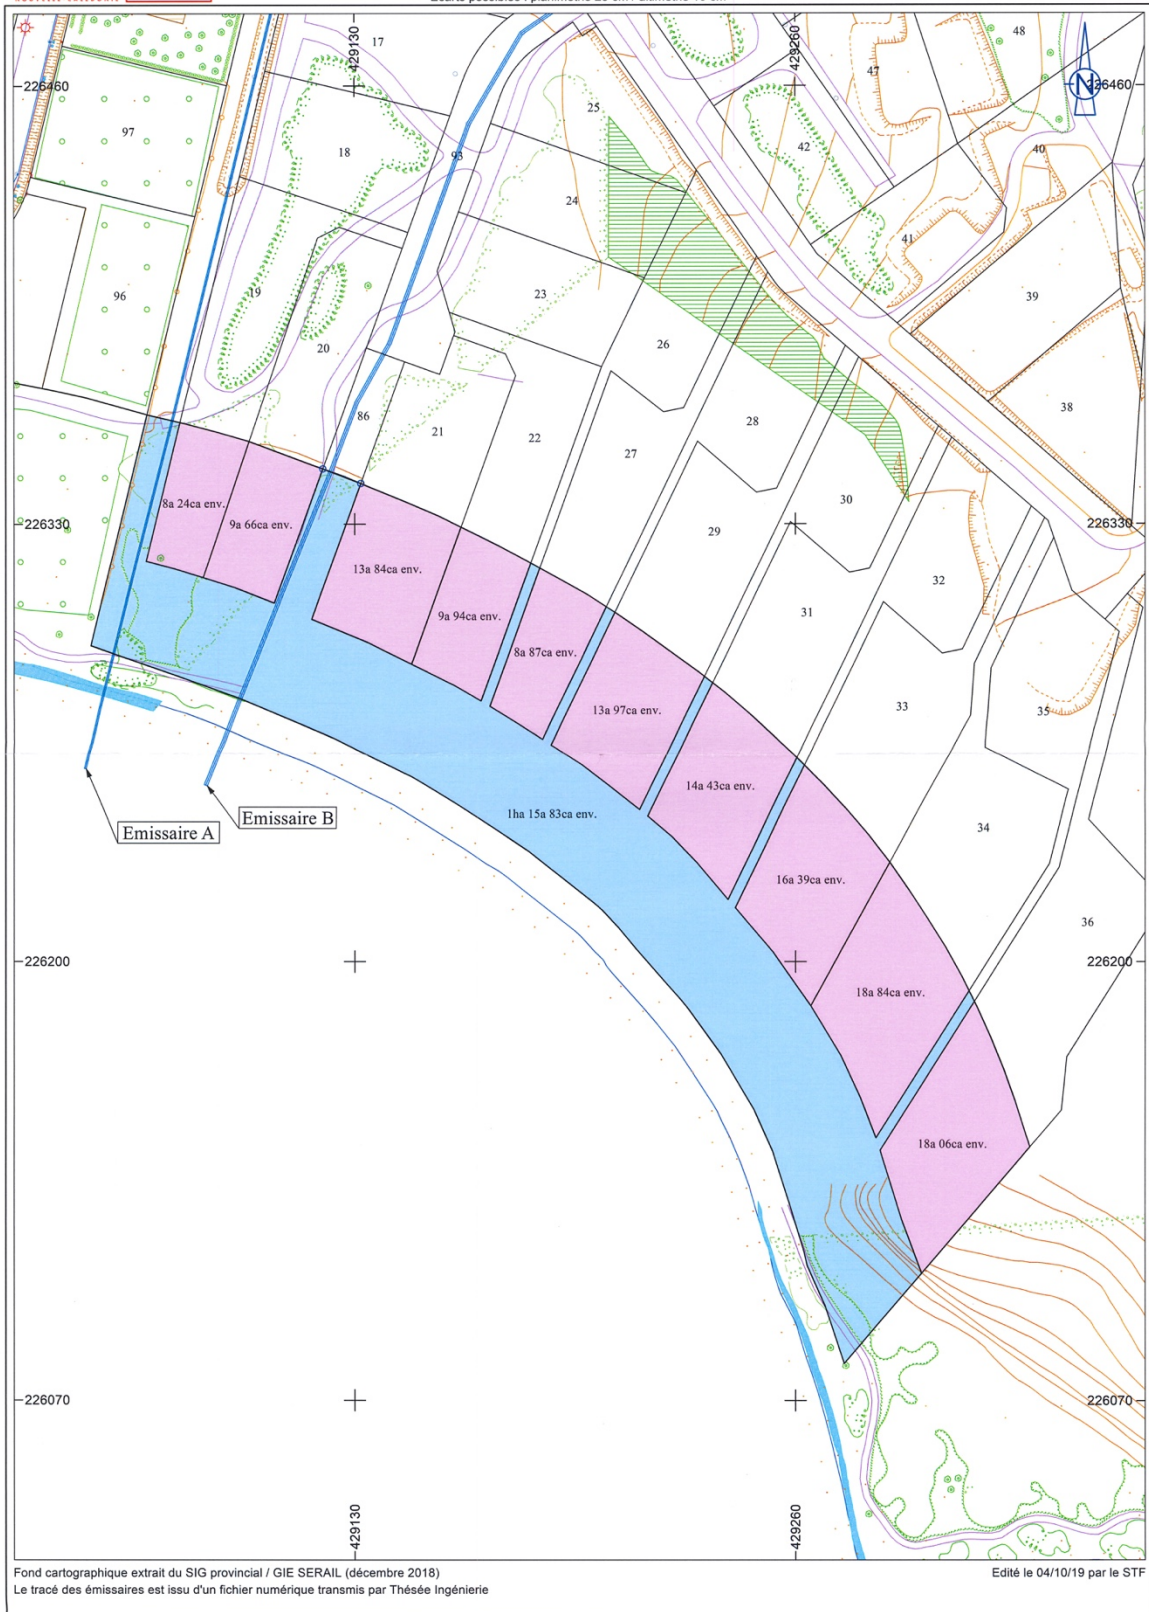 429130
429260
17
48
47
226460
N
226460
25
97
18
42
40
93
24
41
96
19
23
39
20
26
38
86
21
28
22
27
30
8a 24ca env.
9a 66ca env.
226330
29
226330
13a 84ca env.
32
31
9a 94ca env.
8a 87ca env.
33
13a 97ca env.
35
14a 43ca env.
1ha 15a 83ca env.
Emissaire B
Emissaire A
34
16a 39ca env.
36
226200
226200
18a 84ca env.
18a 06ca env.
226070
226070
429130
429260
Fond cartographique extrait du SIG provincial / GIE SERAIL (décembre 2018)
Edité le 04/10/19 par le STF
Le tracé des émissaires est issu d'un fichier numérique transmis par Thésée Ingénierie